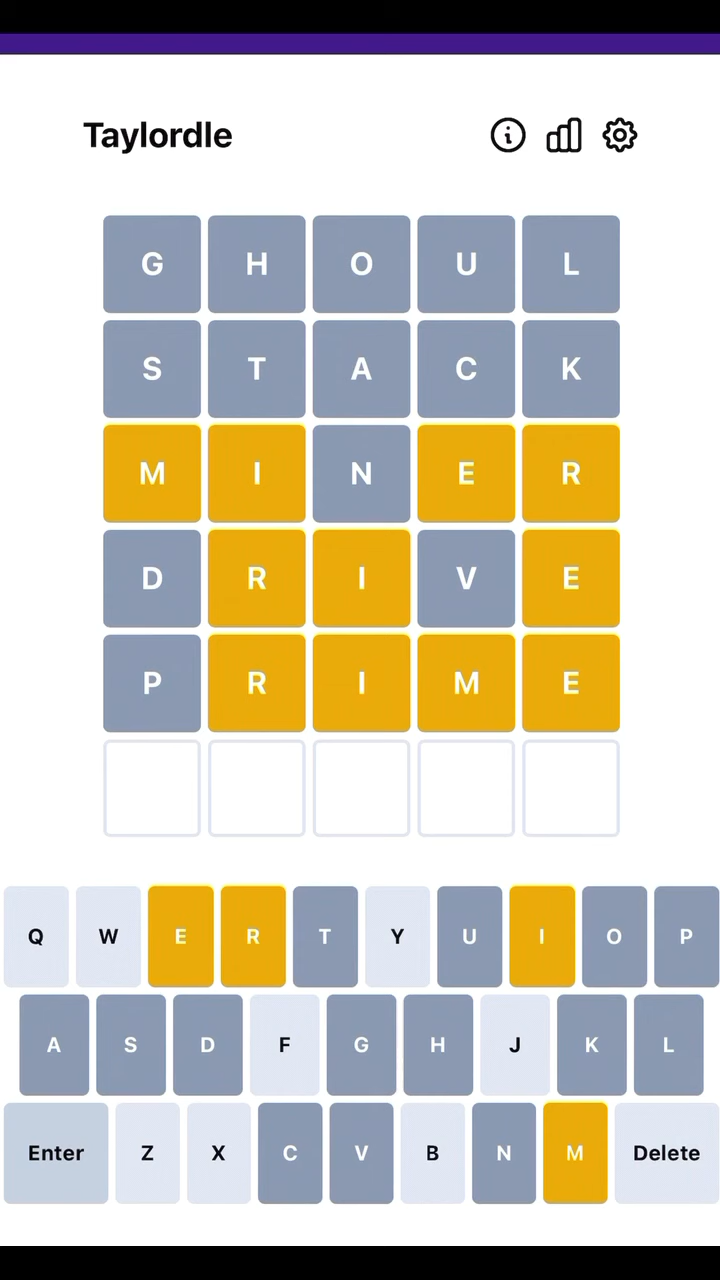 Taylordle
G H O U L
S T A C K
M I N E R
D R I V E
P R I M E
Q W E R T Y U I O P
A S D F G H J K L
Enter Z X C V B N M Delete